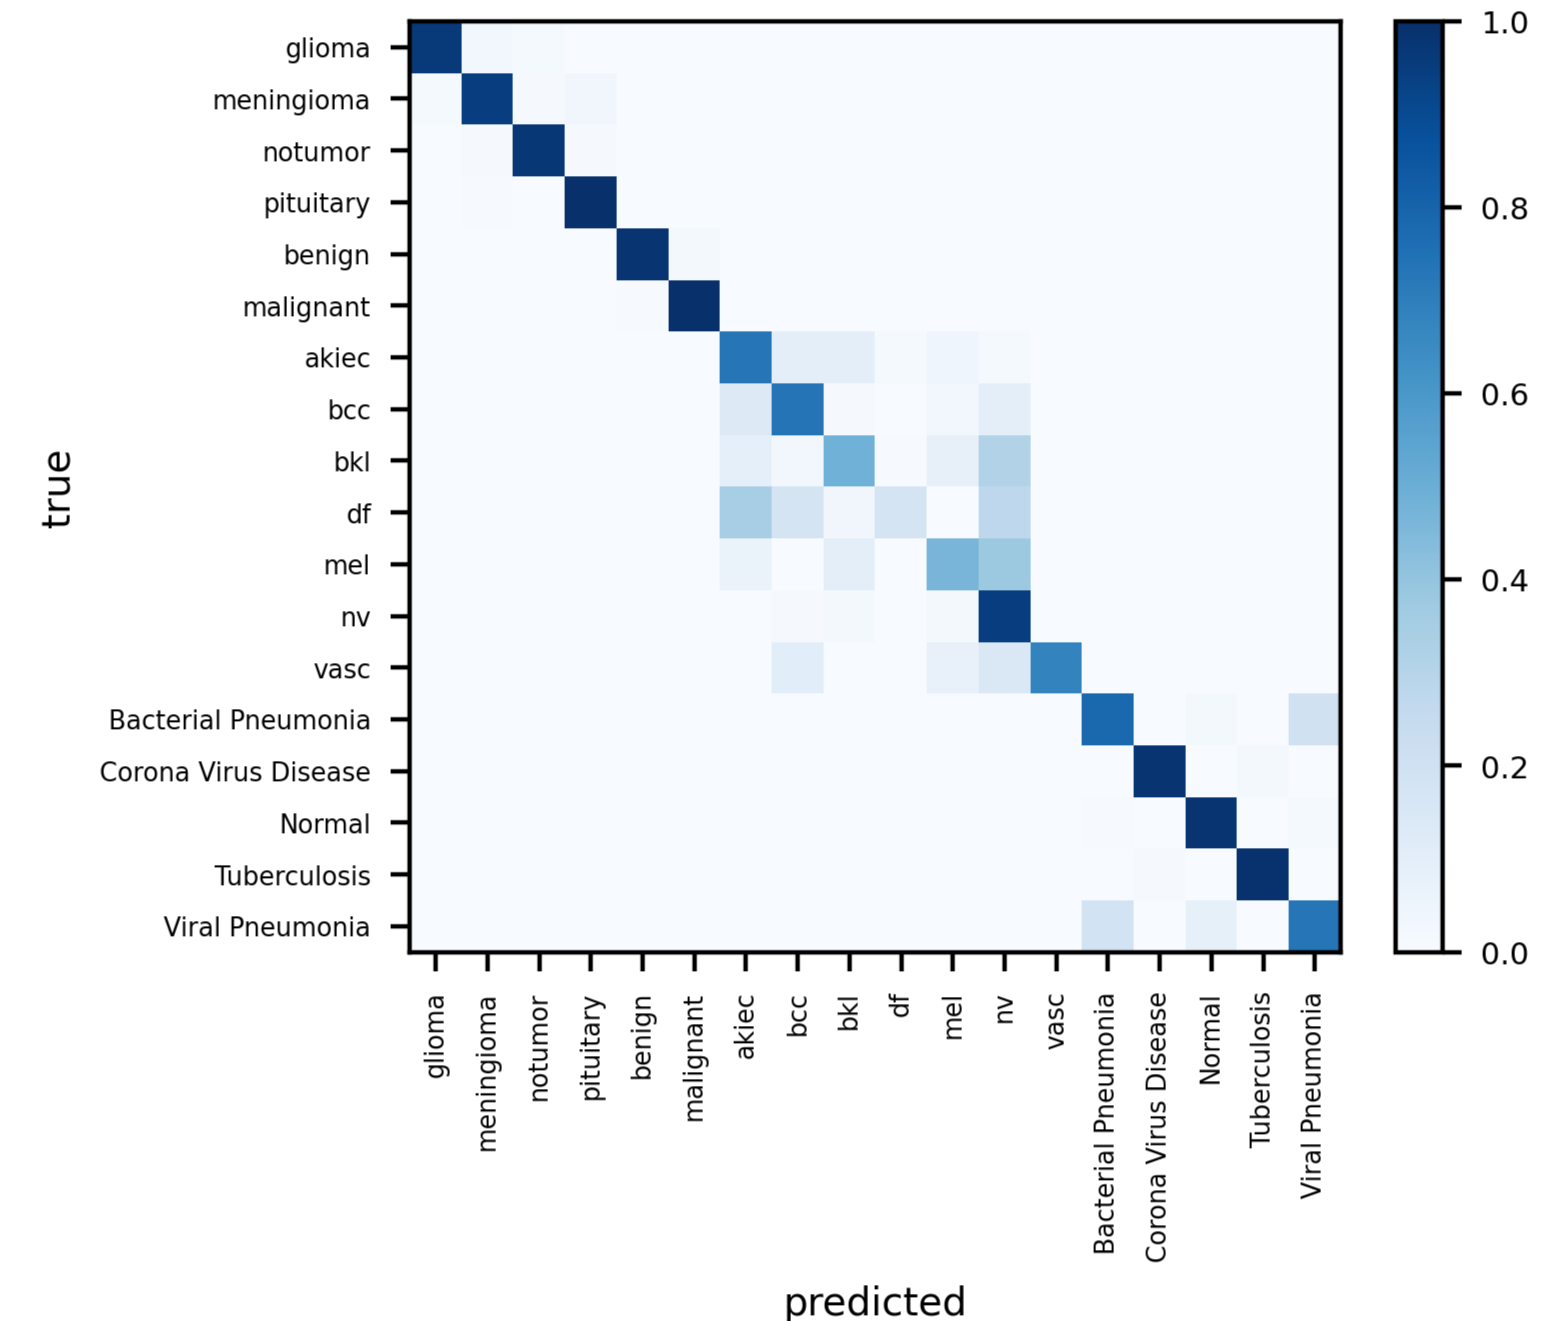 glioma
meningioma
notumor
pituitary
benign
malignant
akiec
bcc
bkl
df
mel
nv
vasc
Bacterial Pneumonia
Corona Virus Disease
Normal
Tuberculosis
Viral Pneumonia
true
glioma
meningioma
notumor
pituitary
benign
malignant
akiec
bcc
bkl
df
mel
nv
vasc
Bacterial Pneumonia
Corona Virus Disease
Normal
Tuberculosis
Viral Pneumonia
predicted
1.0
0.8
0.6
0.4
0.2
0.0